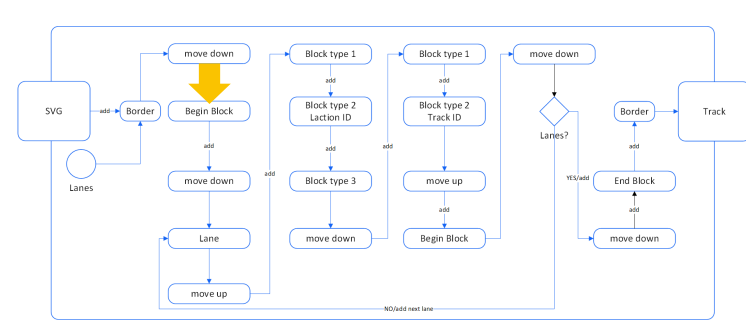 SVG
Lanes
add
Border
move down
Begin Block
add
move down
Lane
move up
add
Block type 1
add
Block type 2
Laction ID
add
Block type 3
move down
add
Block type 1
add
Block type 2
Track ID
move up
add
Begin Block
move down
Lanes?
YES/add
NO/add next lane
move down
add
End Block
add
Border
Track